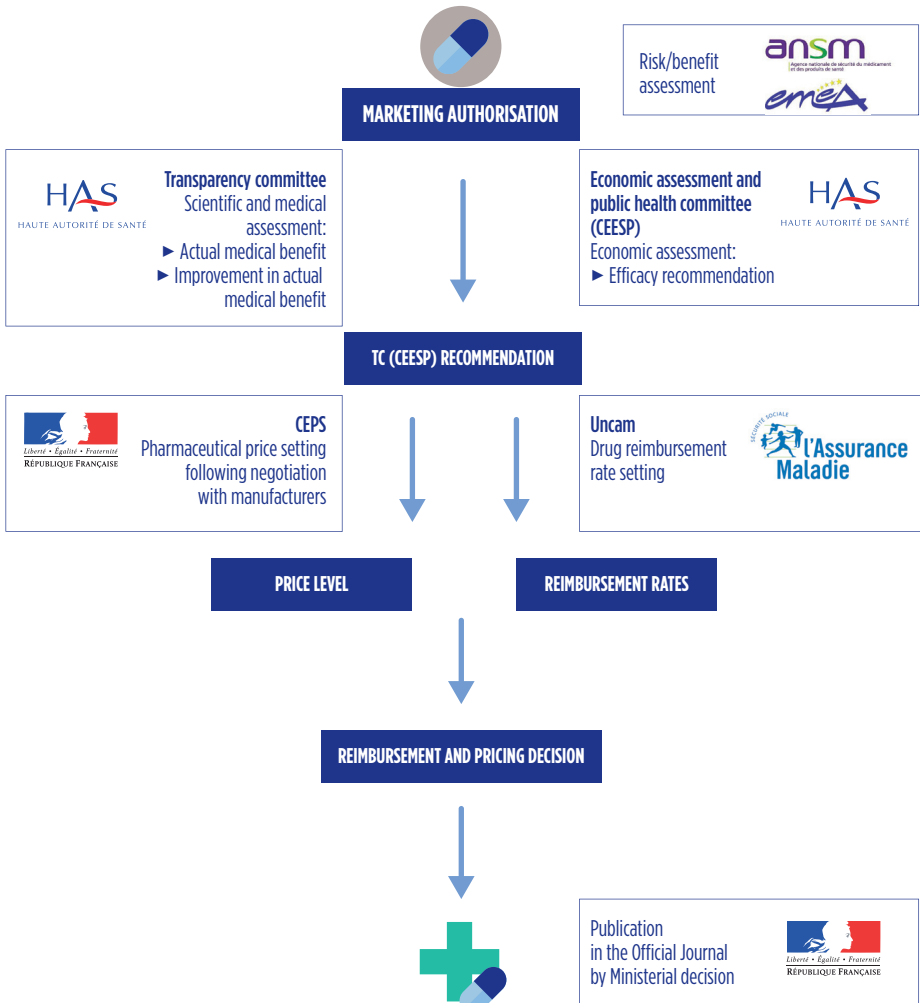 Risk/benefit
assessment
ansm
Agence nationale de sécurité du médicament
et des produits de santé
emeA
MARKETING AUTHORISATION
HAS
HAUTE AUTORITÉ DE SANTÉ
Transparency committee
Scientific and medical
assessment:
► Actual medical benefit
► Improvement in actual
medical benefit
Economic assessment and
public health committee
(CEESP)
Economic assessment:
► Efficacy recommendation
HAS
HAUTE AUTORITÉ DE SANTÉ
TC (CEESP) RECOMMENDATION
Liberté • Égalité • Fraternité
RÉPUBLIQUE FRANÇAISE
CEPS
Pharmaceutical price setting
following negotiation
with manufacturers
Uncam
Drug reimbursement
rate setting
SÉCURITÉ SOCIALE
l'Assurance
Maladie
PRICE LEVEL
REIMBURSEMENT RATES
REIMBURSEMENT AND PRICING DECISION
Publication
in the Official Journal
by Ministerial decision
Liberté • Égalité • Fraternité
RÉPUBLIQUE FRANÇAISE